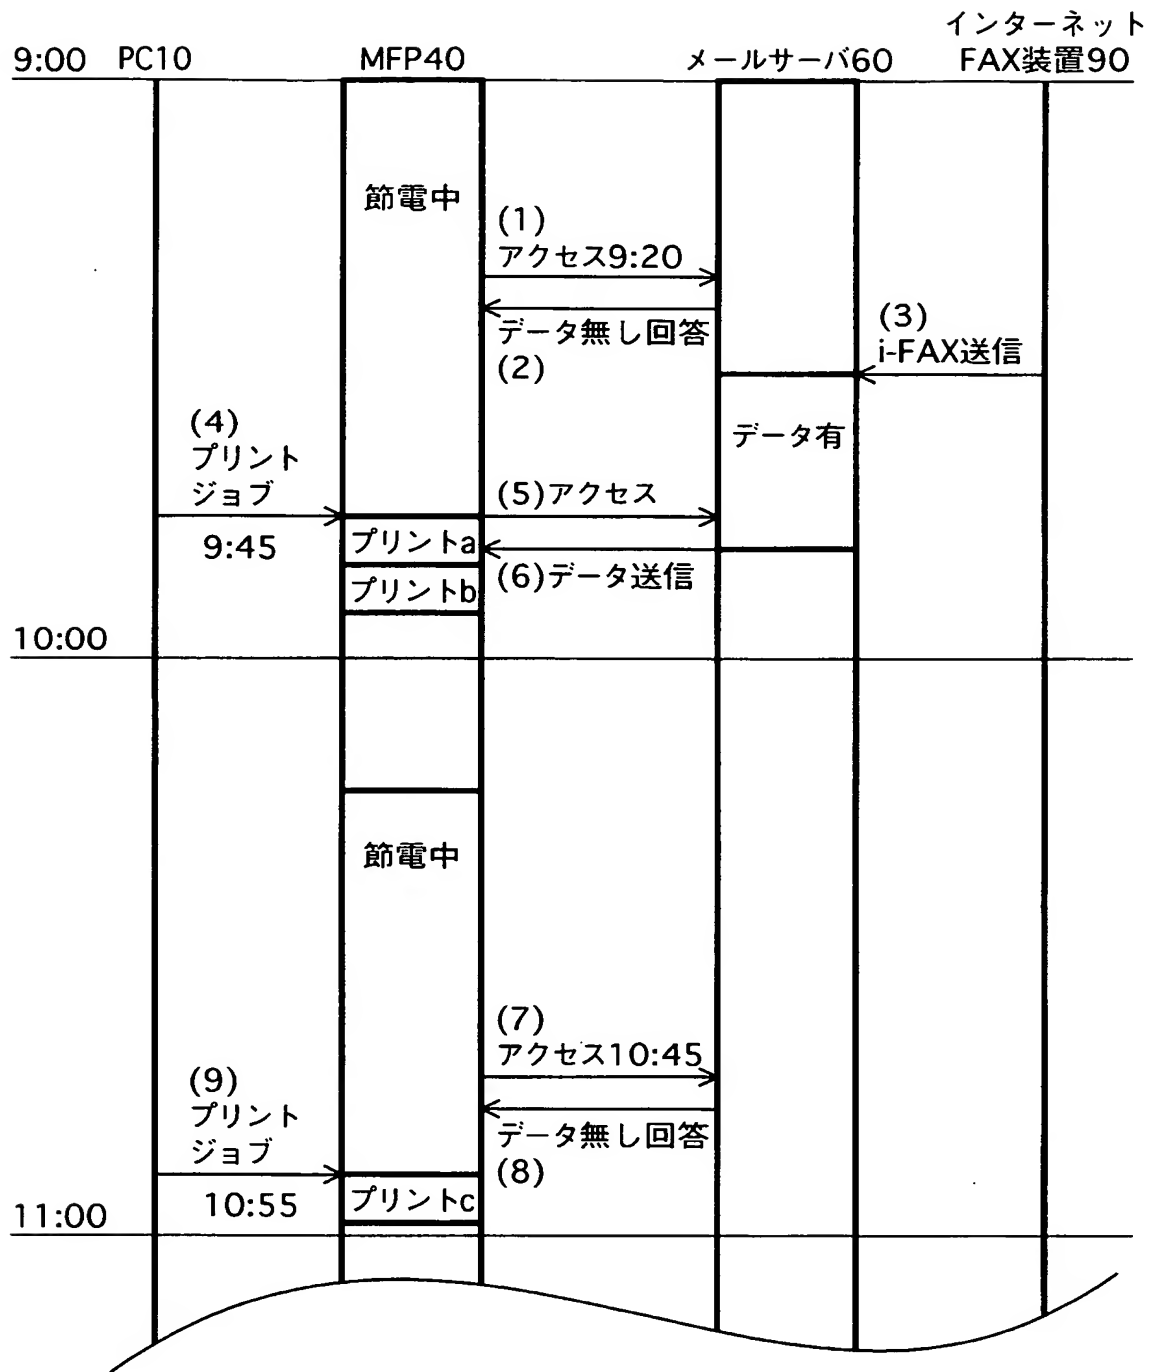 インターネット
9:00 PC10 MFP40 メールサーバ60 FAX装置90
節電中
(1)
アクセス9:20
データ無し回答
(2)
(3)
i-FAX送信
データ有
(4)
プリント
ジョブ
9:45
(5)アクセス
プリントa
(6)データ送信
プリントb
10:00
節電中
(7)
アクセス10:45
データ無し回答
(8)
(9)
プリント
ジョブ
10:55
プリントc
11:00